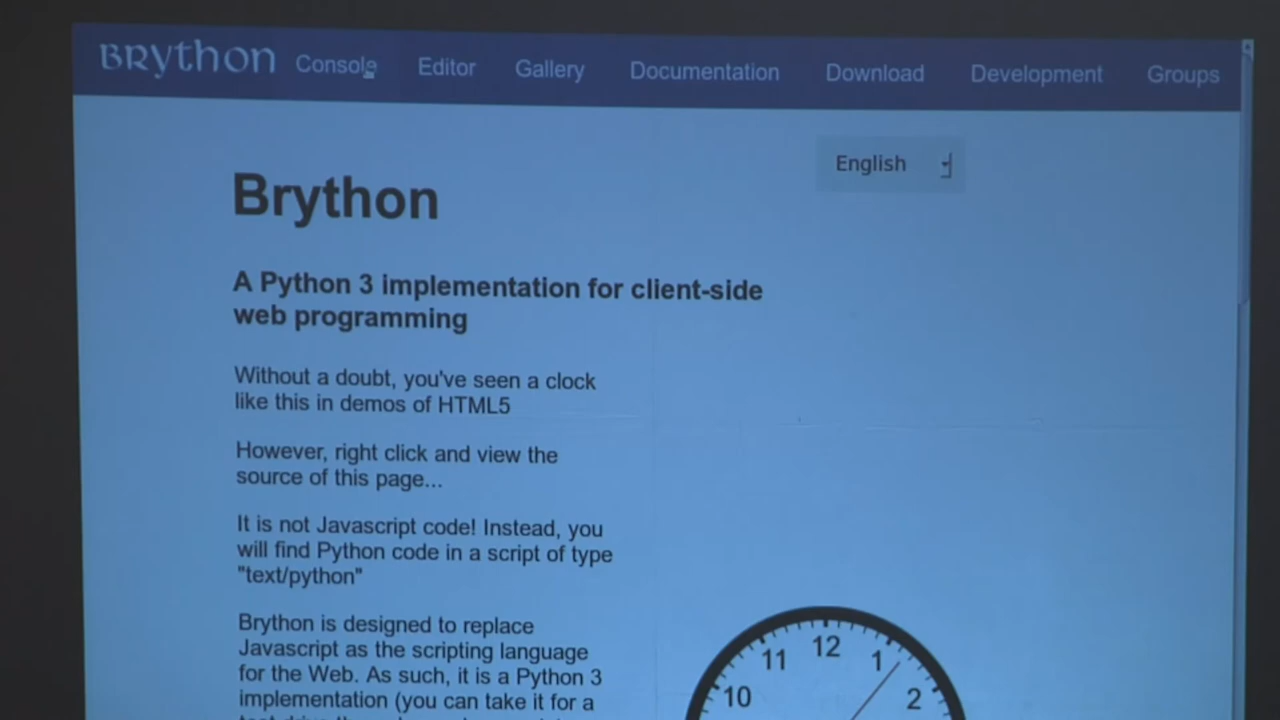 BRython Console Editor Gallery Documentation Download Development Groups
English
Brython
A Python 3 implementation for client-side
web programming
Without a doubt, you've seen a clock
like this in demos of HTML5
However, right click and view the
source of this page...
It is not Javascript code! Instead, you
will find Python code in a script of type
"text/python"
Brython is designed to replace
Javascript as the scripting language
for the Web. As such, it is a Python 3
implementation (you can take it for a
12
11
1
10
2